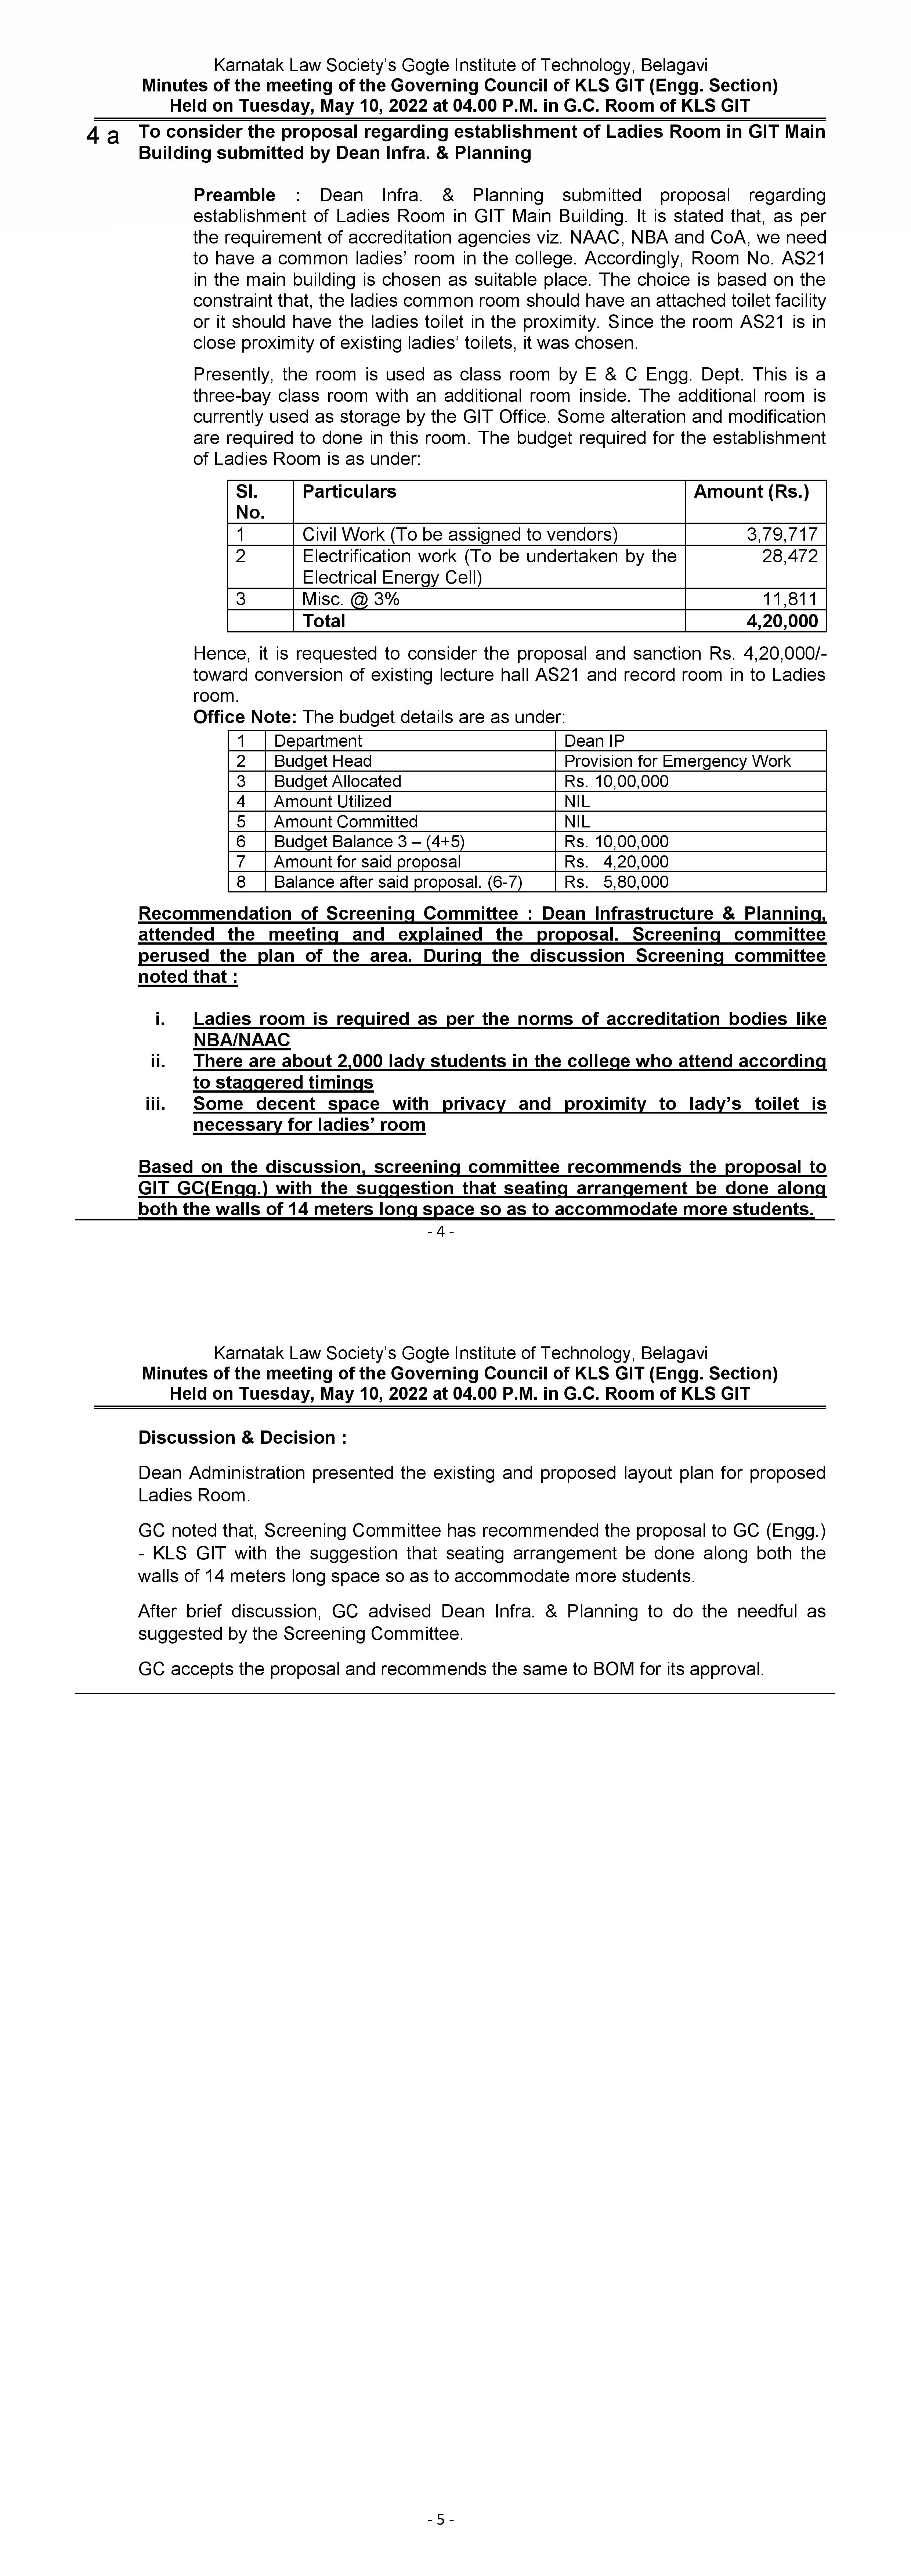 Karnatak Law Society's Gogte Institute of Technology, Belagavi
Minutes of the meeting of the Governing Council of KLS GIT (Engg. Section)
Held on Tuesday, May 10, 2022 at 04.00 P.M. in G.C. Room of KLS GIT
4 a To consider the proposal regarding establishment of Ladies Room in GIT Main
Building submitted by Dean Infra. & Planning
Preamble : Dean Infra. & Planning submitted proposal regarding
establishment of Ladies Room in GIT Main Building. It is stated that, as per
the requirement of accreditation agencies viz. NAAC, NBA and CoA, we need
to have a common ladies' room in the college. Accordingly, Room No. AS21
in the main building is chosen as suitable place. The choice is based on the
constraint that, the ladies common room should have an attached toilet facility
or it should have the ladies toilet in the proximity. Since the room AS21 is in
close proximity of existing ladies' toilets, it was chosen.
Presently, the room is used as class room by E & C Engg. Dept. This is a
three-bay class room with an additional room inside. The additional room is
currently used as storage by the GIT Office. Some alteration and modification
are required to done in this room. The budget required for the establishment
of Ladies Room is as under:
Sl. Particulars Amount (Rs.)
No.
1 Civil Work (To be assigned to vendors) 3,79,717
2 Electrification work (To be undertaken by the 28,472
Electrical Energy Cell)
3 Misc. @ 3% 11,811
Total 4,20,000
Hence, it is requested to consider the proposal and sanction Rs. 4,20,000/-
toward conversion of existing lecture hall AS21 and record room in to Ladies
room.
Office Note: The budget details are as under:
1 Department Dean IP
2 Budget Head Provision for Emergency Work
3 Budget Allocated Rs. 10,00,000
4 Amount Utilized NIL
5 Amount Committed NIL
6 Budget Balance 3 – (4+5) Rs. 10,00,000
7 Amount for said proposal Rs. 4,20,000
8 Balance after said proposal. (6-7) Rs. 5,80,000
Recommendation of Screening Committee : Dean Infrastructure & Planning,
attended the meeting and explained the proposal. Screening committee
perused the plan of the area. During the discussion Screening committee
noted that :
i. Ladies room is required as per the norms of accreditation bodies like
NBA/NAAC
ii. There are about 2,000 lady students in the college who attend according
to staggered timings
iii. Some decent space with privacy and proximity to lady's toilet is
necessary for ladies' room
Based on the discussion, screening committee recommends the proposal to
GIT GC(Engg.) with the suggestion that seating arrangement be done along
both the walls of 14 meters long space so as to accommodate more students.
- 4 -
Karnatak Law Society's Gogte Institute of Technology, Belagavi
Minutes of the meeting of the Governing Council of KLS GIT (Engg. Section)
Held on Tuesday, May 10, 2022 at 04.00 P.M. in G.C. Room of KLS GIT
Discussion & Decision :
Dean Administration presented the existing and proposed layout plan for proposed
Ladies Room.
GC noted that, Screening Committee has recommended the proposal to GC (Engg.)
- KLS GIT with the suggestion that seating arrangement be done along both the
walls of 14 meters long space so as to accommodate more students.
After brief discussion, GC advised Dean Infra. & Planning to do the needful as
suggested by the Screening Committee.
GC accepts the proposal and recommends the same to BOM for its approval.
- 5 -